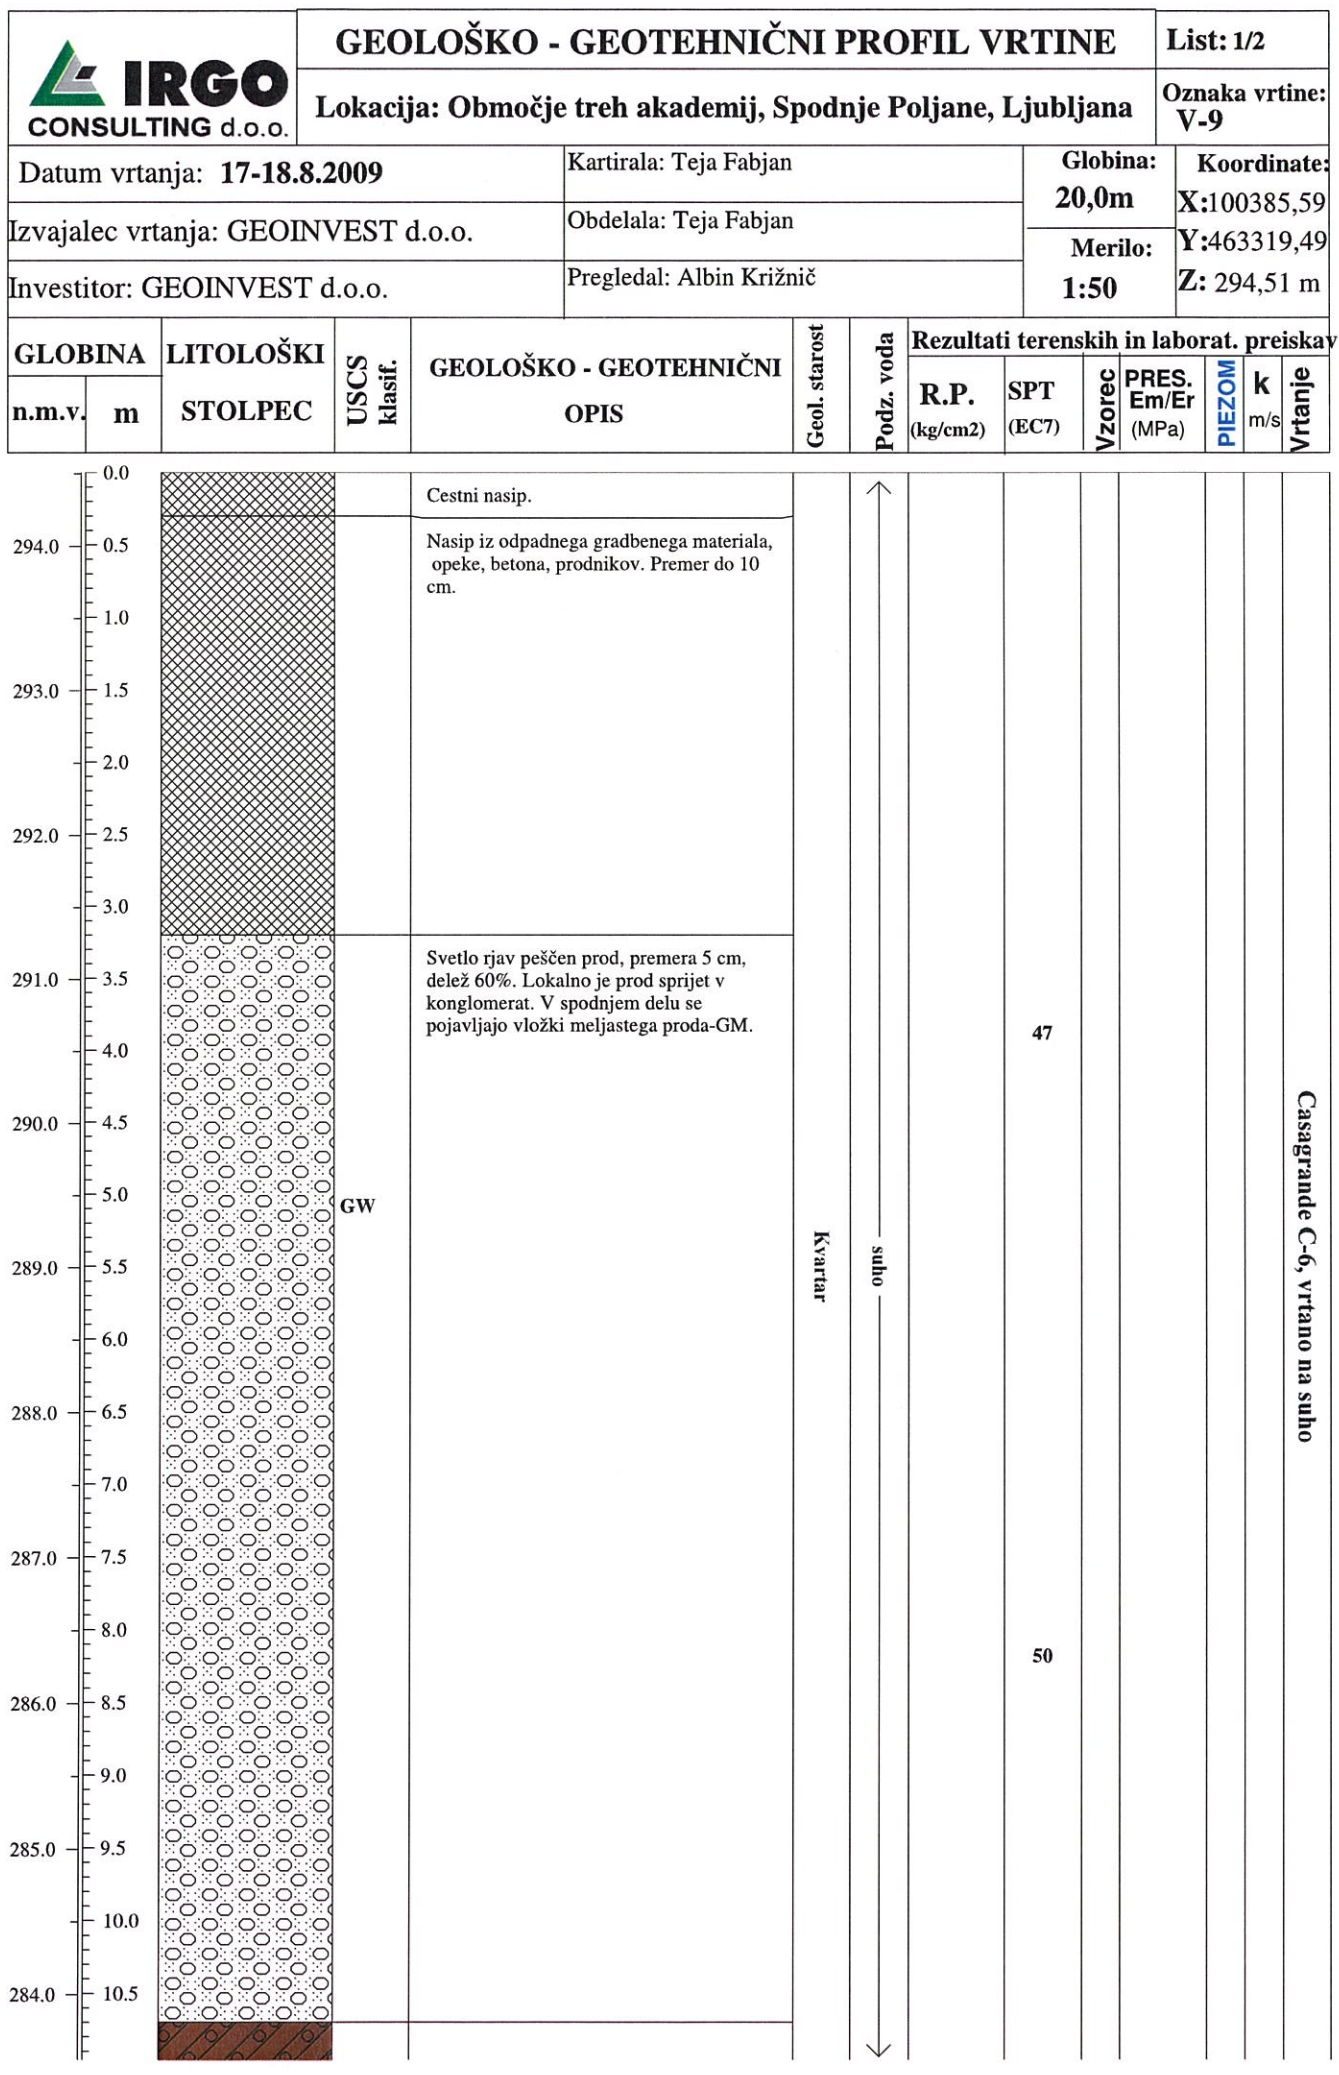 IRGO
CONSULTING d.o.o.
GEOLOŠKO - GEOTEHNIČNI PROFIL VRTINE
List: 1/2
Lokacija: Območje treh akademij, Spodnje Poljane, Ljubljana
Oznaka vrtine:
V-9
Datum vrtanja: 17-18.8.2009
Kartirala: Teja Fabjan
Globina:
20,0m
Koordinate:
X:100385,59
Izvajalec vrtanja: GEOINVEST d.o.o.
Obdelala: Teja Fabjan
Merilo:
1:50
Y:463319,49
Investitor: GEOINVEST d.o.o.
Pregledal: Albin Križnič
Z: 294,51 m
GLOBINA
n.m.v.
m
LITOLOŠKI
STOLPEC
USCS
klasif.
GEOLOŠKO - GEOTEHNIČNI
OPIS
Geol. starost
Podz. voda
Rezultati terenskih in laborat. preiskav
R.P.
(kg/cm2)
SPT
(EC7)
Vzorec
PRES.
Em/Er
(MPa)
PIEZOM
k
m/s
Vrtanje
0.0
Cestni nasip.
294.0
0.5
Nasip iz odpadnega gradbenega materiala,
opeke, betona, prodnikov. Premer do 10
cm.
1.0
293.0
1.5
2.0
292.0
2.5
3.0
Svetlo rjav peščen prod, premera 5 cm,
delež 60%. Lokalno je prod sprijet v
konglomerat. V spodnjem delu se
pojavljajo vložki meljastega proda-GM.
291.0
3.5
47
4.0
290.0
4.5
5.0
GW
Kvartar
suho
Casagrande C-6, vrtano na suho
289.0
5.5
6.0
288.0
6.5
7.0
287.0
7.5
8.0
50
286.0
8.5
9.0
285.0
9.5
10.0
284.0
10.5